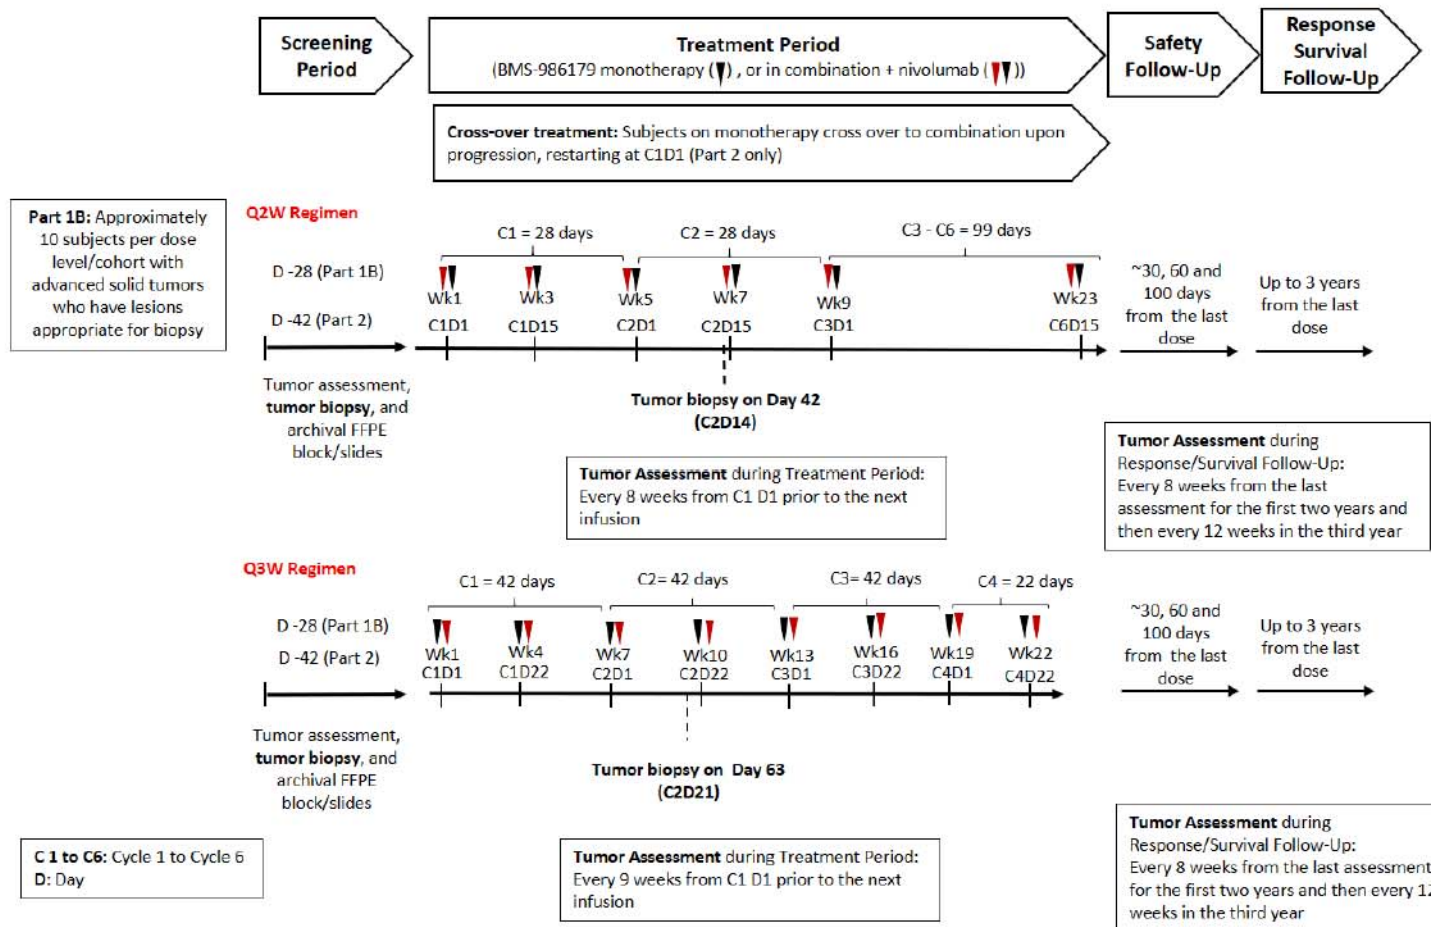 Screening
Period
Treatment Period
(BMS-986179 monotherapy ( ) , or in combination + nivolumab ( ))
Safety
Follow-Up
Response
Survival
Follow-Up
Cross-over treatment: Subjects on monotherapy cross over to combination upon
progression, restarting at C1D1 (Part 2 only)
Part 1B: Approximately
10 subjects per dose
level/cohort with
advanced solid tumors
who have lesions
appropriate for biopsy
Q2W Regimen
C1 = 28 days
C2 = 28 days
C3 - C6 = 99 days
D -28 (Part 1B)
D -42 (Part 2)
Wk1
Wk3
Wk5
Wk7
Wk9
Wk23
C1D1
C1D15
C2D1
C2D15
C3D1
C6D15
~30, 60 and
100 days
from the last
dose
Up to 3 years
from the last
dose
Tumor assessment,
tumor biopsy, and
archival FFPE
block/slides
Tumor biopsy on Day 42
(C2D14)
Tumor Assessment during Treatment Period:
Every 8 weeks from C1 D1 prior to the next
infusion
Tumor Assessment during
Response/Survival Follow-Up:
Every 8 weeks from the last
assessment for the first two years and
then every 12 weeks in the third year
Q3W Regimen
C1 = 42 days
C2= 42 days
C3= 42 days
C4 = 22 days
D -28 (Part 1B)
D -42 (Part 2)
Wk1
Wk4
Wk7
Wk10
Wk13
Wk16
Wk19
Wk22
C1D1
C1D22
C2D1
C2D22
C3D1
C3D22
C4D1
C4D22
~30, 60 and
100 days
from the last
dose
Up to 3 years
from the last
dose
Tumor assessment,
tumor biopsy, and
archival FFPE
block/slides
Tumor biopsy on Day 63
(C2D21)
C 1 to C6: Cycle 1 to Cycle 6
D: Day
Tumor Assessment during Treatment Period:
Every 9 weeks from C1 D1 prior to the next
infusion
Tumor Assessment during
Response/Survival Follow-Up:
Every 8 weeks from the last assessment
for the first two years and then every 12
weeks in the third year